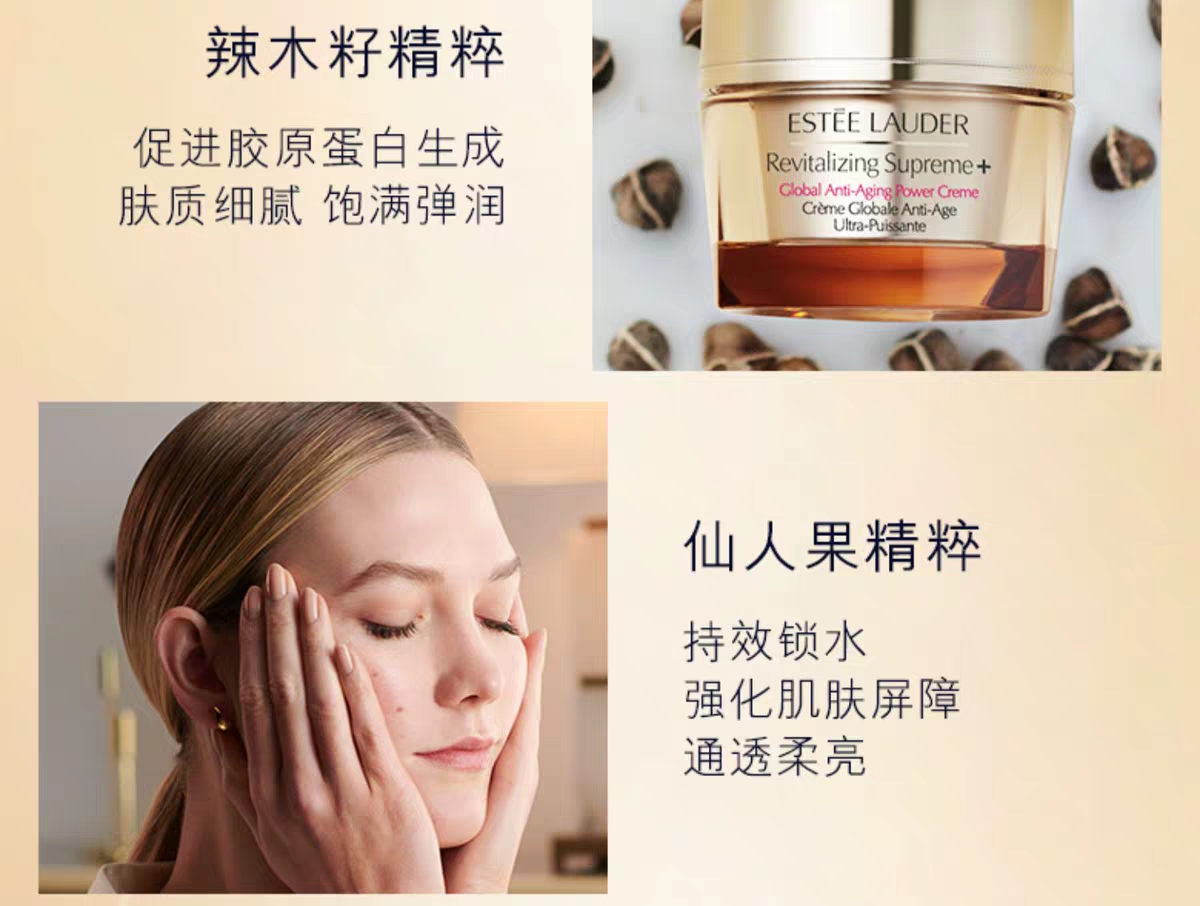 辣木籽精粹
促进胶原蛋白生成
肤质细腻 饱满弹润
ESTĒE LAUDER
Revitalizing Supreme+
Global Anti-Aging Power Creme
Crème Globale Anti-Age
Ultra-Puissante
仙人果精粹
持效锁水
强化肌肤屏障
通透柔亮